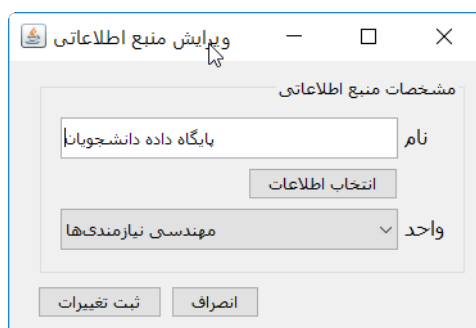 ویرایش منبع اطلاعاتی
مشخصات منبع اطلاعاتی
نام
پایگاه داده دانشجویان
انتخاب اطلاعات
واحد
مهندسی نیازمندی‌ها
انصراف
ثبت تغییرات